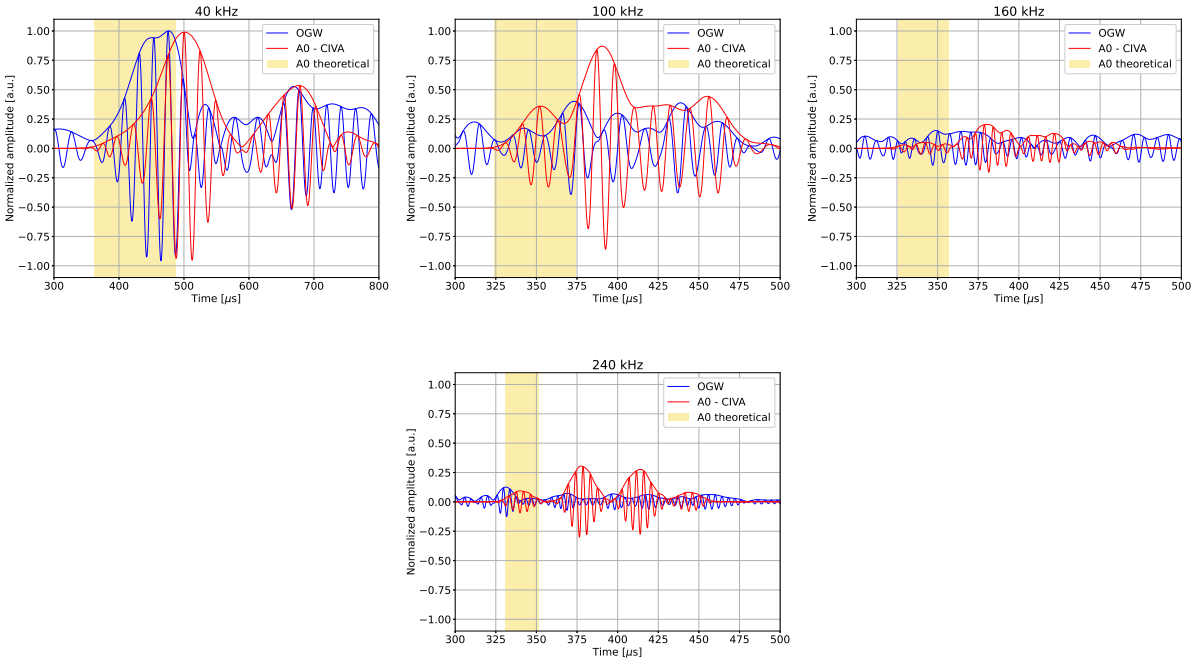 40 kHz
1.00
0.75
0.50
0.25
0.00
−0.25
−0.50
−0.75
−1.00
Normalized amplitude [a.u.]
OGW
A0 - CIVA
A0 theoretical
300 400 500 600 700 800
Time [μs]
100 kHz
1.00
0.75
0.50
0.25
0.00
−0.25
−0.50
−0.75
−1.00
Normalized amplitude [a.u.]
OGW
A0 - CIVA
A0 theoretical
300 325 350 375 400 425 450 475 500
Time [μs]
160 kHz
1.00
0.75
0.50
0.25
0.00
−0.25
−0.50
−0.75
−1.00
Normalized amplitude [a.u.]
OGW
A0 - CIVA
A0 theoretical
300 325 350 375 400 425 450 475 500
Time [μs]
240 kHz
1.00
0.75
0.50
0.25
0.00
−0.25
−0.50
−0.75
−1.00
Normalized amplitude [a.u.]
OGW
A0 - CIVA
A0 theoretical
300 325 350 375 400 425 450 475 500
Time [μs]